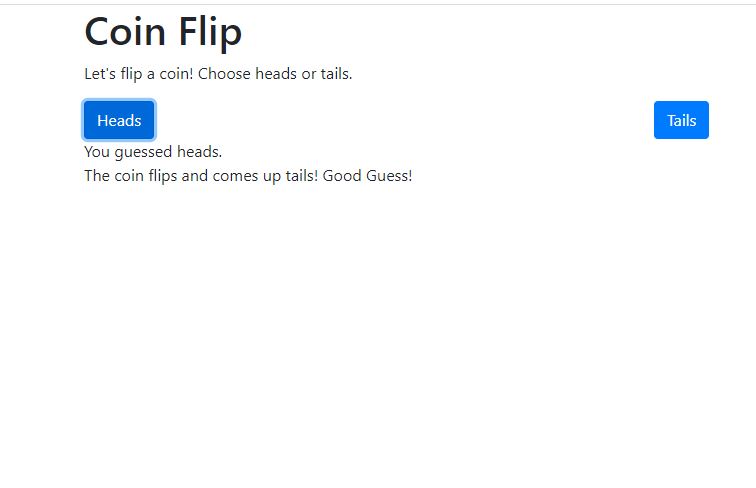 Coin Flip
Let's flip a coin! Choose heads or tails.
Heads Tails
You guessed heads.
The coin flips and comes up tails! Good Guess!